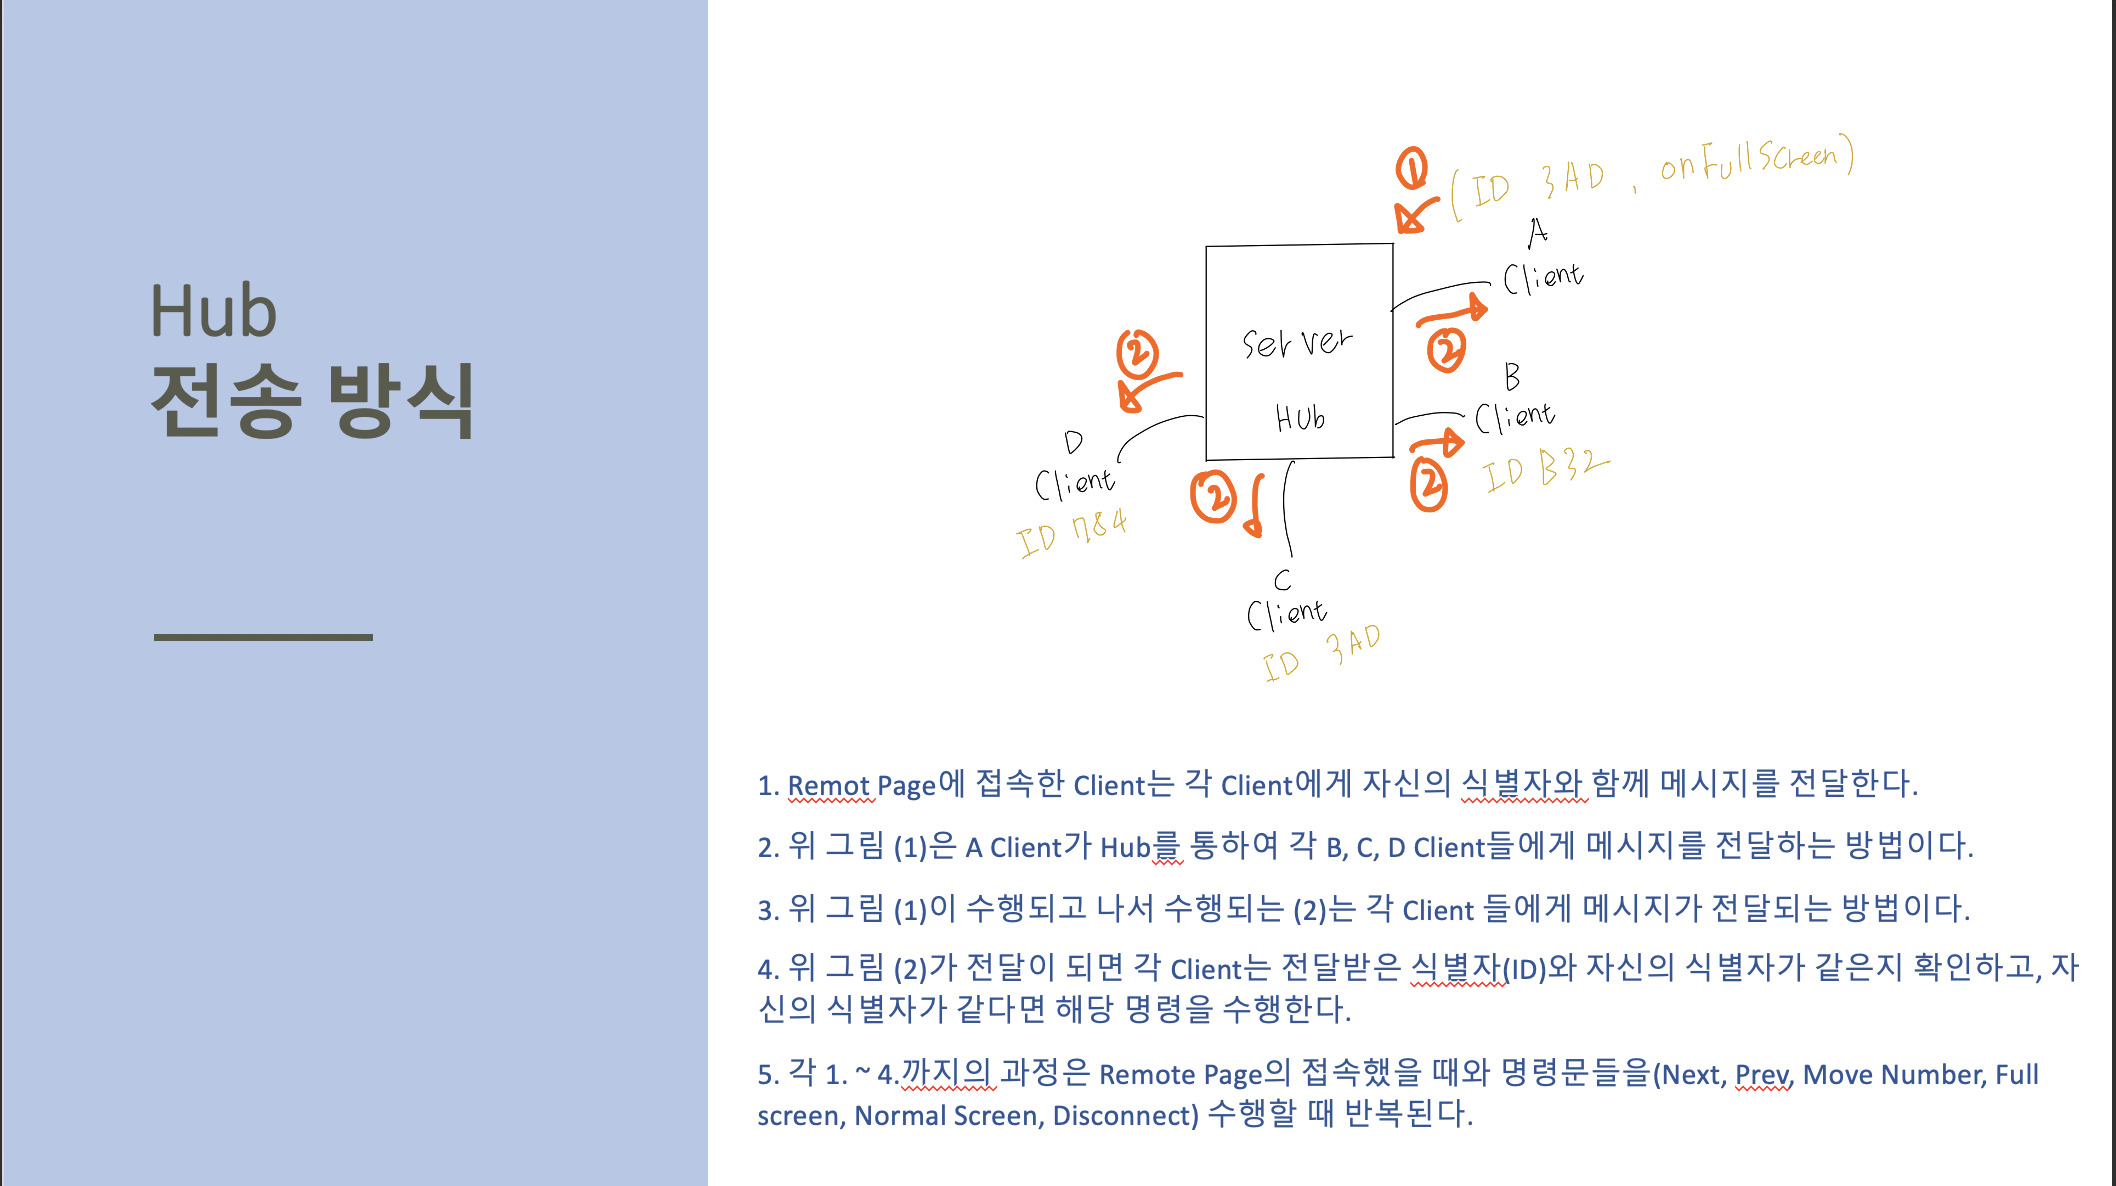 Hub
전송 방식
① (ID 3AD , onFullScreen)
A
Client
②
Server
Hub
②
B
Client
ID B32
②
D
Client
ID 784
②
C
Client
ID 3AD
1. Remot Page에 접속한 Client는 각 Client에게 자신의 식별자와 함께 메시지를 전달한다.
2. 위 그림 (1)은 A Client가 Hub를 통하여 각 B, C, D Client들에게 메시지를 전달하는 방법이다.
3. 위 그림 (1)이 수행되고 나서 수행되는 (2)는 각 Client 들에게 메시지가 전달되는 방법이다.
4. 위 그림 (2)가 전달이 되면 각 Client는 전달받은 식별자(ID)와 자신의 식별자가 같은지 확인하고, 자
신의 식별자가 같다면 해당 명령을 수행한다.
5. 각 1. ~ 4.까지의 과정은 Remote Page의 접속했을 때와 명령문들을(Next, Prev, Move Number, Full
screen, Normal Screen, Disconnect) 수행할 때 반복된다.